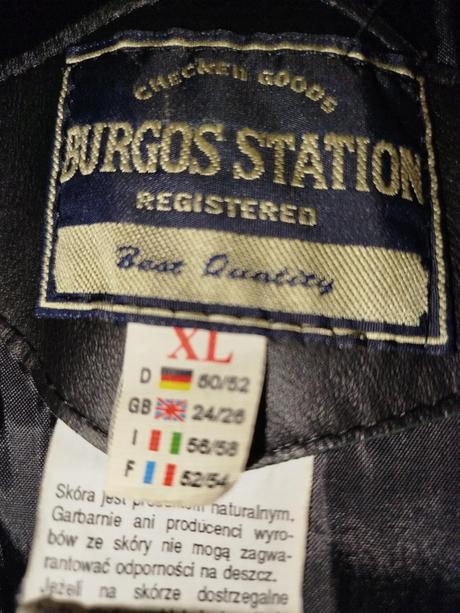 CHECKEN GOODS
BURGOS STATION
REGISTERED
Best Quality
XL
D 50/52
GB 24/26
I 56/58
F 52/54
Skóra jest produktem naturalnym.
Garbarnie ani producenci wyro-
bów ze skóry nie mogą zagwa-
rantować odporności na deszcz.
Jeżeli na skórze dostrzegalne